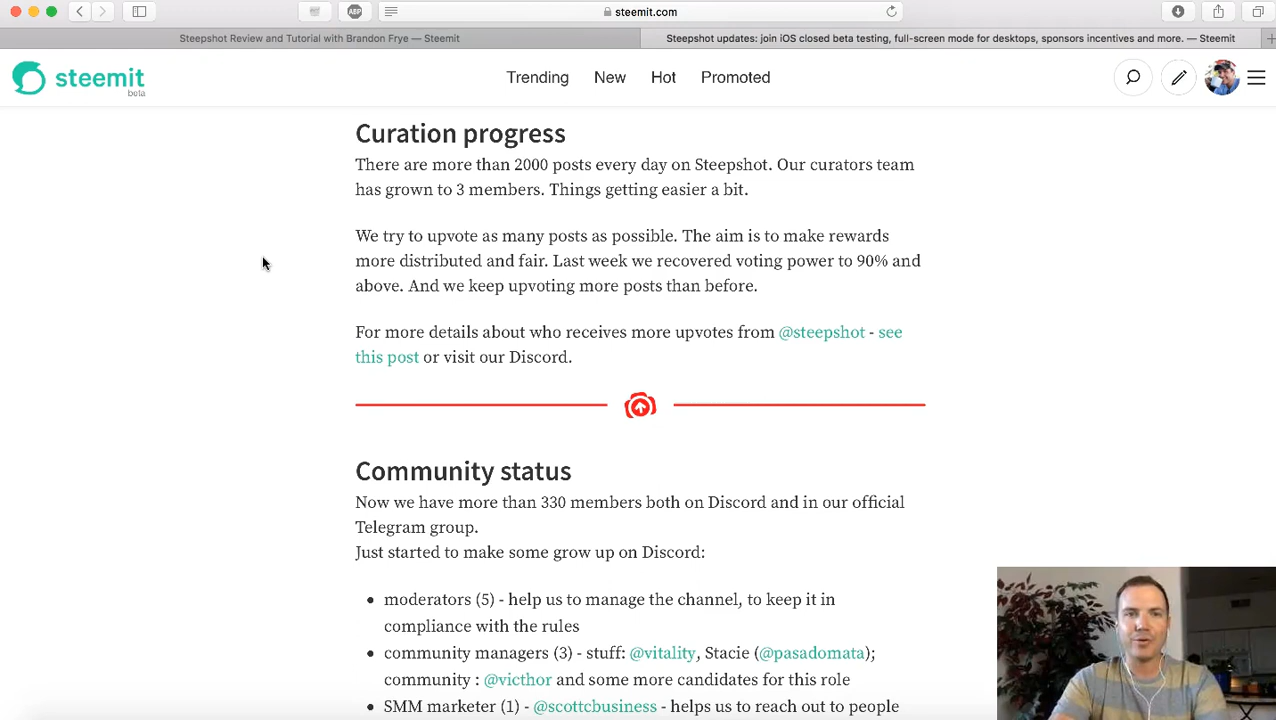 steemit.com
Steepshot Review and Tutorial with Brandon Frye — Steemit
Steepshot updates: join iOS closed beta testing, full-screen mode for desktops, sponsors incentives and more. — Steemit
steemit
beta
Trending New Hot Promoted
ABP
Curation progress
There are more than 2000 posts every day on Steepshot. Our curators team
has grown to 3 members. Things getting easier a bit.
We try to upvote as many posts as possible. The aim is to make rewards
more distributed and fair. Last week we recovered voting power to 90% and
above. And we keep upvoting more posts than before.
For more details about who receives more upvotes from @steepshot - see
this post or visit our Discord.
Community status
Now we have more than 330 members both on Discord and in our official
Telegram group.
Just started to make some grow up on Discord:
• moderators (5) - help us to manage the channel, to keep it in
compliance with the rules
• community managers (3) - stuff: @vitality, Stacie (@pasadomata);
community : @victhor and some more candidates for this role
• SMM marketer (1) - @scottcbusiness - helps us to reach out to people